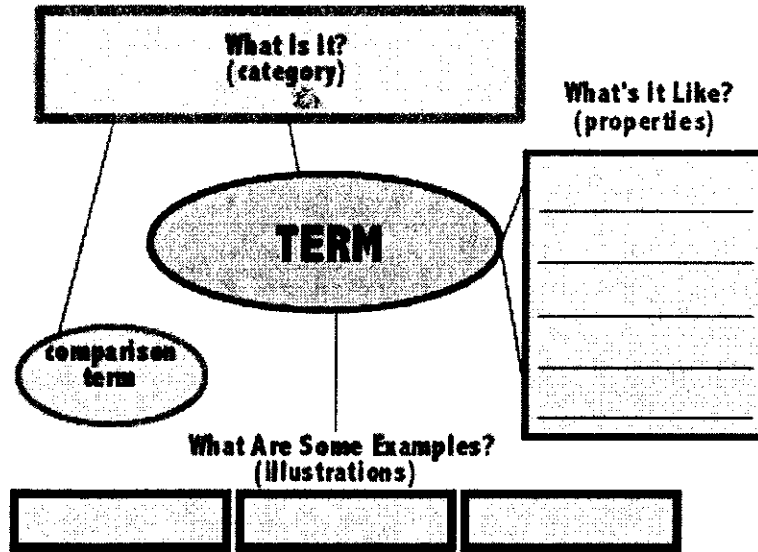 What is it?
(category)
What's it Like?
(properties)
TERM
comparison
term
What Are Some Examples?
(illustrations)